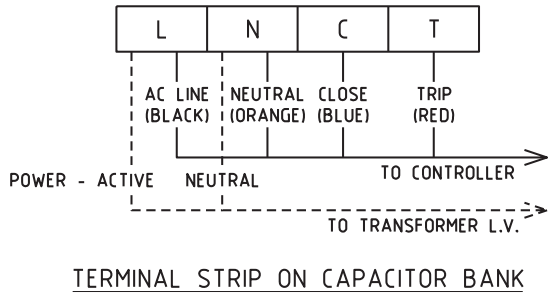 L N C T
AC LINE NEUTRAL CLOSE TRIP
(BLACK) (ORANGE) (BLUE) (RED)
POWER - ACTIVE NEUTRAL TO CONTROLLER
TO TRANSFORMER L.V.
TERMINAL STRIP ON CAPACITOR BANK